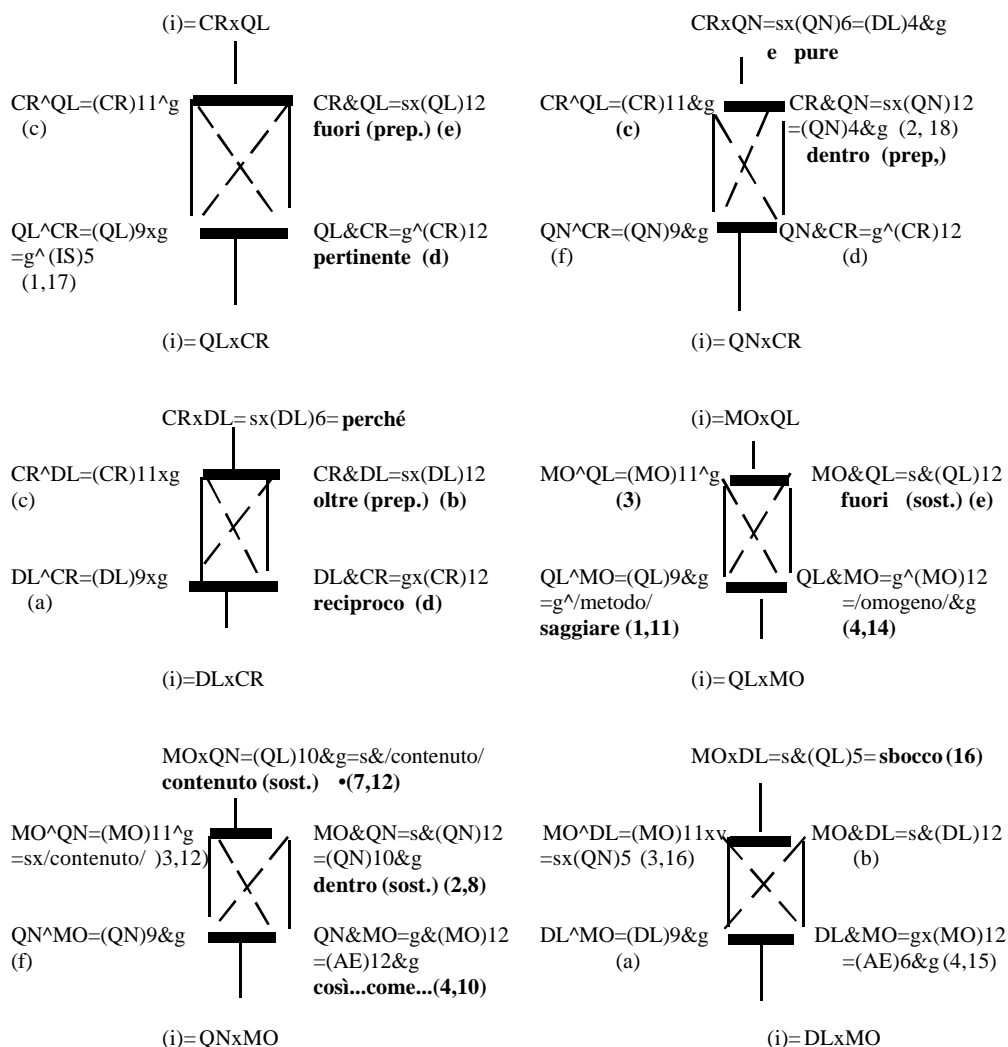 (i)= CRxQL
CR^QL=(CR)11^g
(c)
CR&QL=sx(QL)12
fuori (prep.) (e)
QL^CR=(QL)9xg
=g^(IS)5
(1,17)
QL&CR=g^(CR)12
pertinente (d)
(i)= QLxCR
CRxQN=sx(QN)6=(DL)4&g
e pure
CR^QL=(CR)11&g
(c)
CR&QN=sx(QN)12
=(QN)4&g (2, 18)
dentro (prep,)
QN^CR=(QN)9&g
(f)
QN&CR=g^(CR)12
(d)
(i)= QNxCR
CRxDL= sx(DL)6= perché
CR^DL=(CR)11xg
(c)
CR&DL=sx(DL)12
oltre (prep.) (b)
DL^CR=(DL)9xg
(a)
DL&CR=gx(CR)12
reciproco (d)
(i)=DLxCR
(i)=MOxQL
MO^QL=(MO)11^g
(3)
MO&QL=s&(QL)12
fuori (sost.) (e)
QL^MO=(QL)9&g
=g^/metodo/
saggiare (1,11)
QL&MO=g^(MO)12
=/omogeno/&g
(4,14)
(i)= QLxMO
MOxQN=(QL)10&g=s&/contenuto/
contenuto (sost.) •(7,12)
MO^QN=(MO)11^g
=sx/contenuto/ )3,12)
MO&QN=s&(QN)12
=(QN)10&g
dentro (sost.) (2,8)
QN^MO=(QN)9&g
(f)
QN&MO=g&(MO)12
=(AE)12&g
così...come...(4,10)
(i)= QNxMO
MOxDL=s&(QL)5= sbocco (16)
MO^DL=(MO)11xv
=sx(QN)5 (3,16)
MO&DL=s&(DL)12
(b)
DL^MO=(DL)9&g
(a)
DL&MO=gx(MO)12
=(AE)6&g (4,15)
(i)= DLxMO